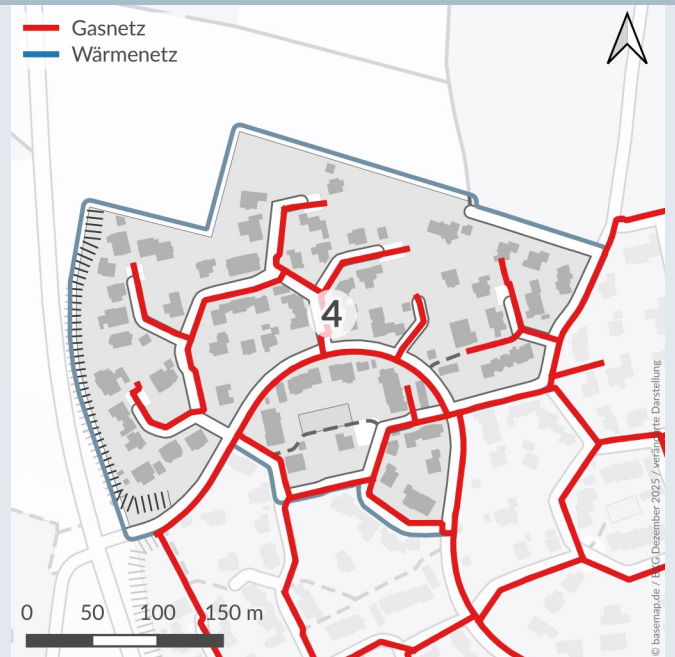 Gasnetz
Wärmenetz
4
0 50 100 150 m
© basemap.de / BKG Dezember 2025 / veränderte Darstellung